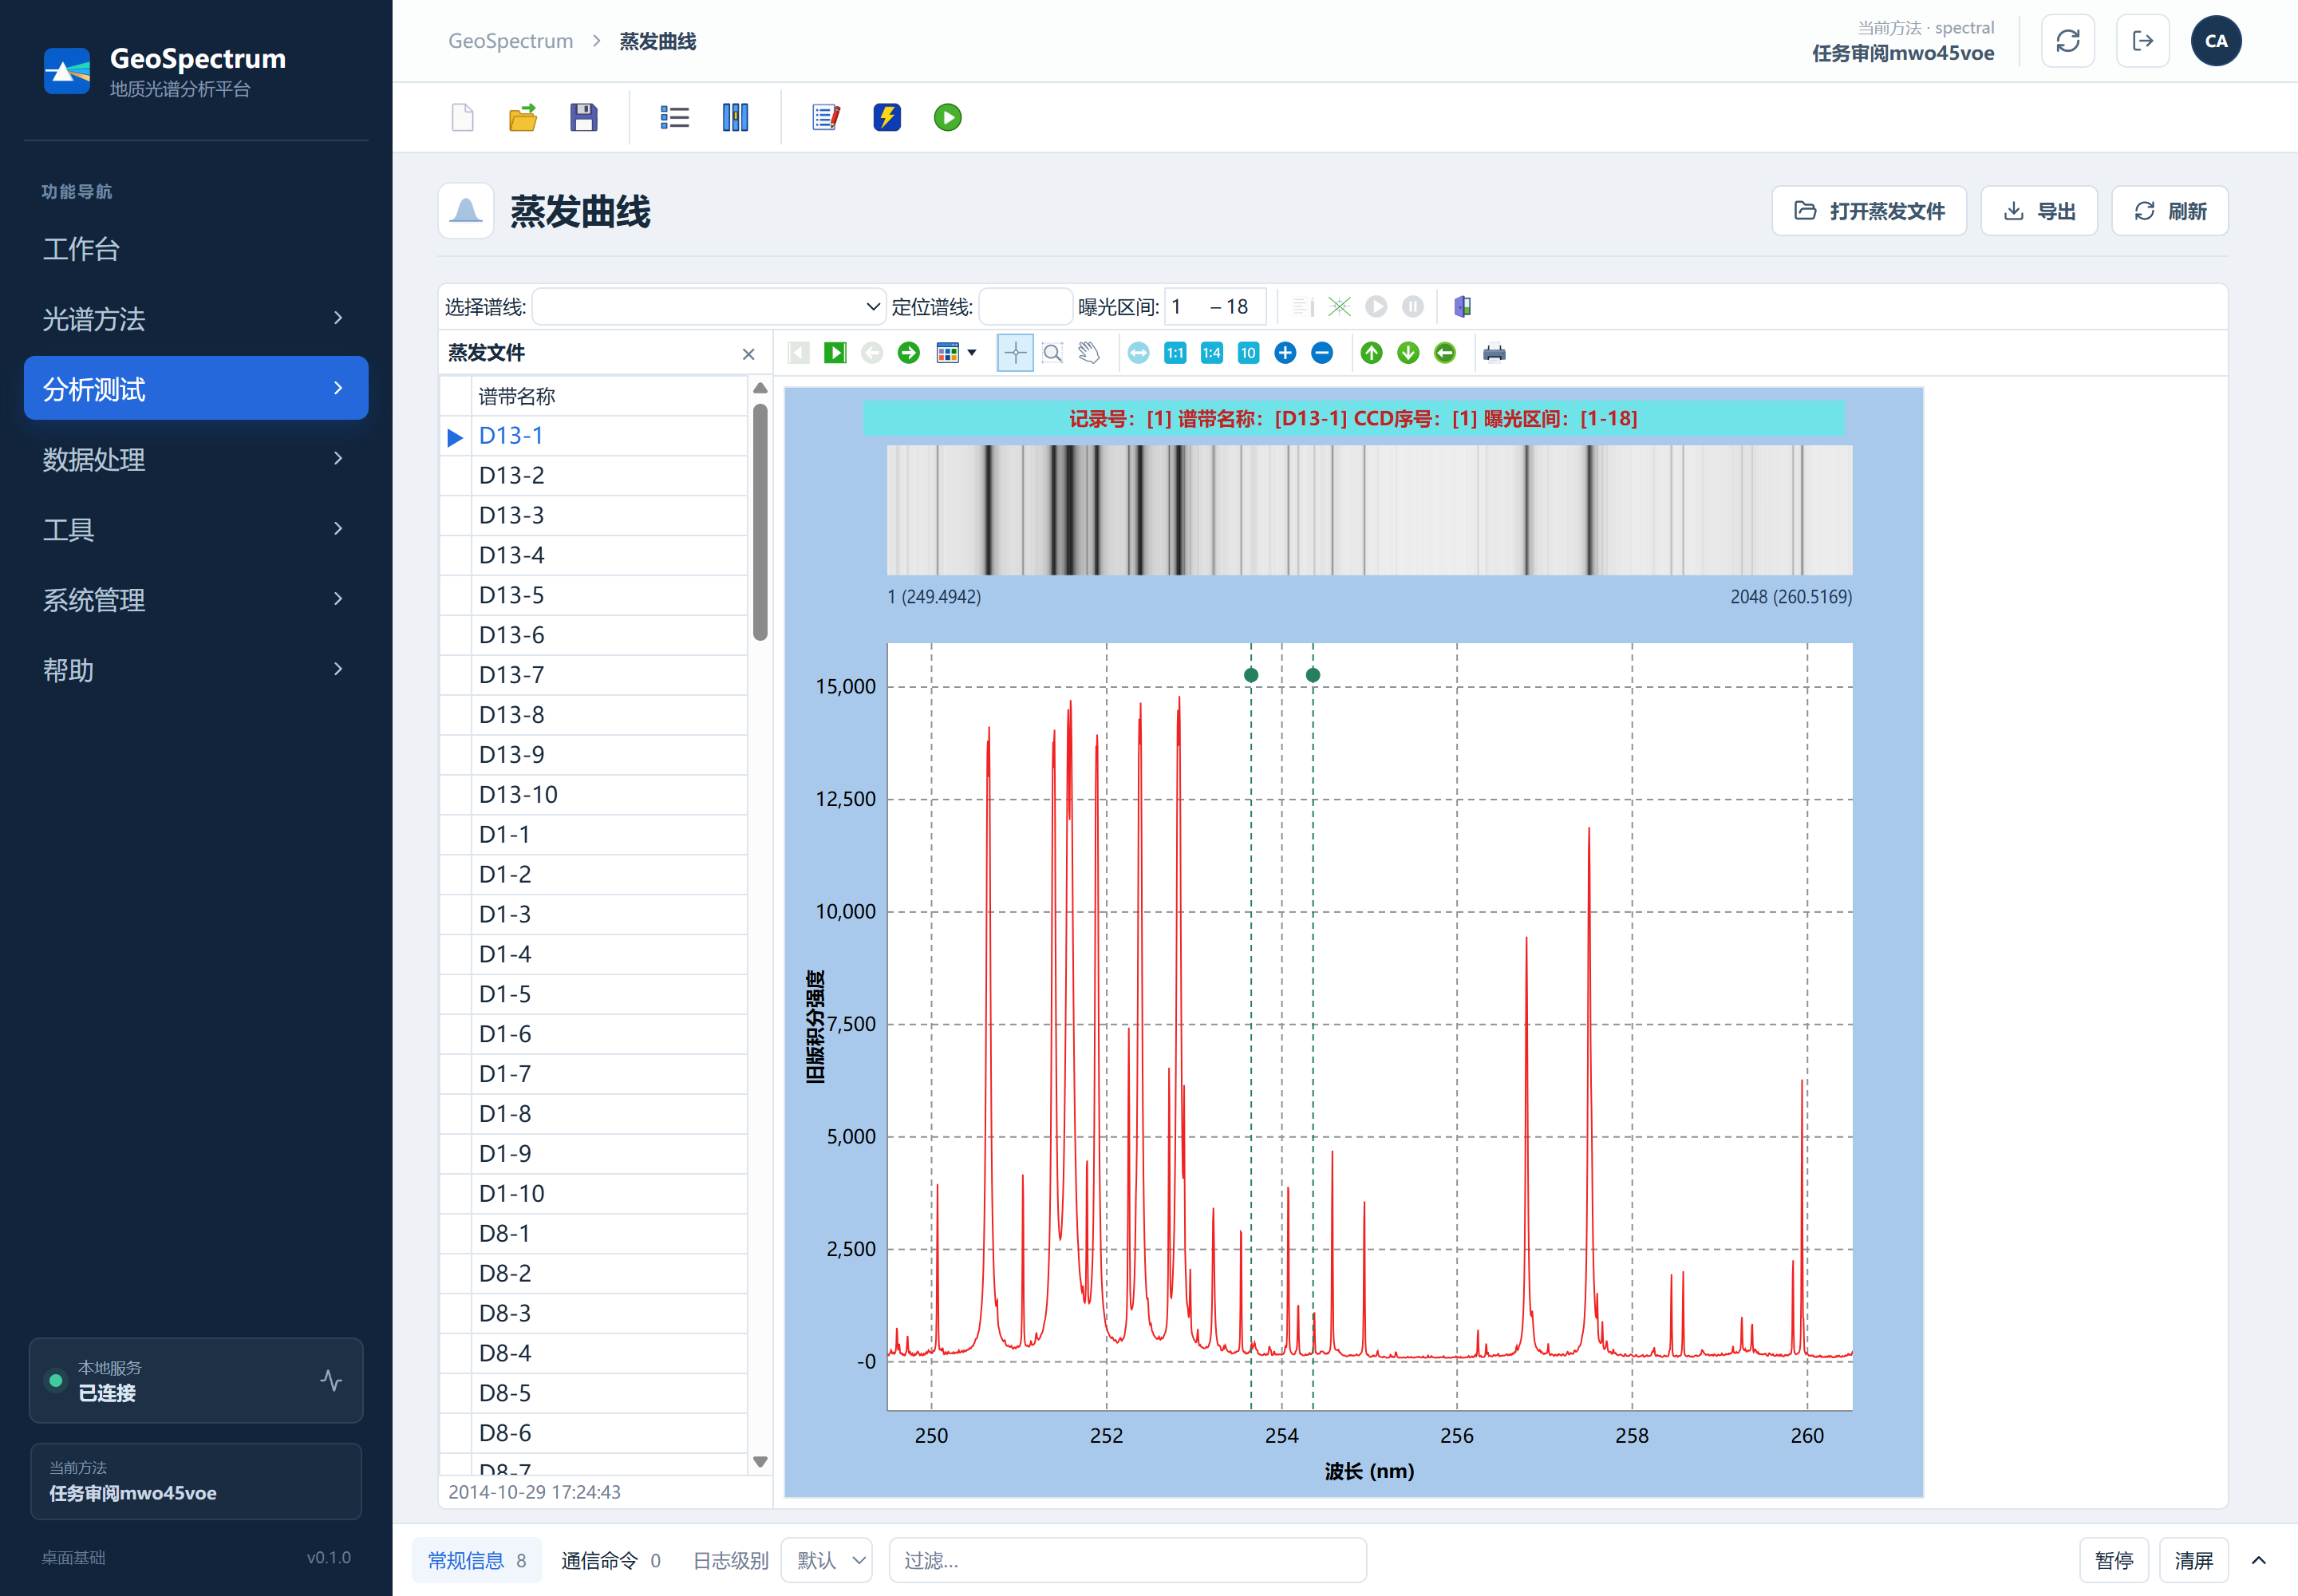 GeoSpectrum
地质光谱分析平台
功能导航
工作台
光谱方法
分析测试
数据处理
工具
系统管理
帮助
本地服务
已连接
当前方法
任务审阅mwo45voe
桌面基础 v0.1.0
GeoSpectrum > 蒸发曲线
当前方法 · spectral
任务审阅mwo45voe
CA
蒸发曲线
打开蒸发文件 导出 刷新
选择谱线: 定位谱线: 曝光区间: 1 – 18
蒸发文件
1:1 1:4 10
谱带名称
D13-1
D13-2
D13-3
D13-4
D13-5
D13-6
D13-7
D13-8
D13-9
D13-10
D1-1
D1-2
D1-3
D1-4
D1-5
D1-6
D1-7
D1-8
D1-9
D1-10
D8-1
D8-2
D8-3
D8-4
D8-5
D8-6
D8-7
2014-10-29 17:24:43
记录号：[1] 谱带名称：[D13-1] CCD序号：[1] 曝光区间：[1-18]
1 (249.4942) 2048 (260.5169)
15,000
12,500
10,000
7,500
5,000
2,500
-0
旧版积分强度
250 252 254 256 258 260
波长 (nm)
常规信息 8 通信命令 0 日志级别 默认 过滤... 暂停 清屏